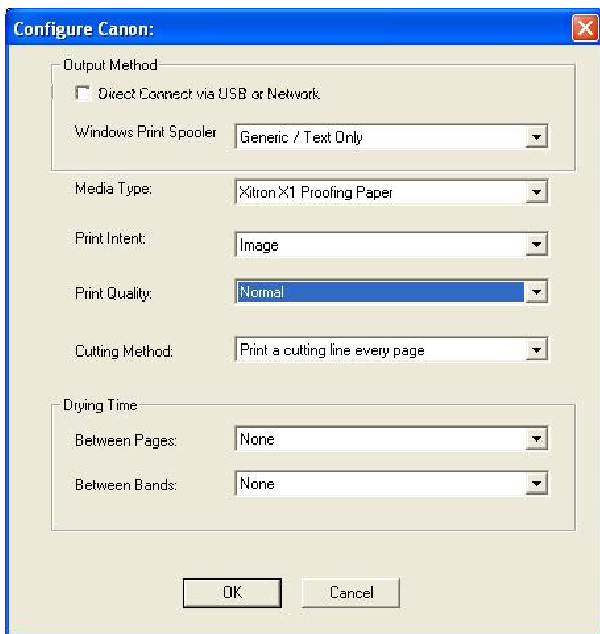 Configure Canon:
Output Method
Direct Connect via USB or Network
Windows Print Spooler
Generic / Text Only
Media Type:
Xitron X1 Proofing Paper
Print Intent:
Image
Print Quality:
Normal
Cutting Method:
Print a cutting line every page
Drying Time
Between Pages:
None
Between Bands:
None
OK
Cancel